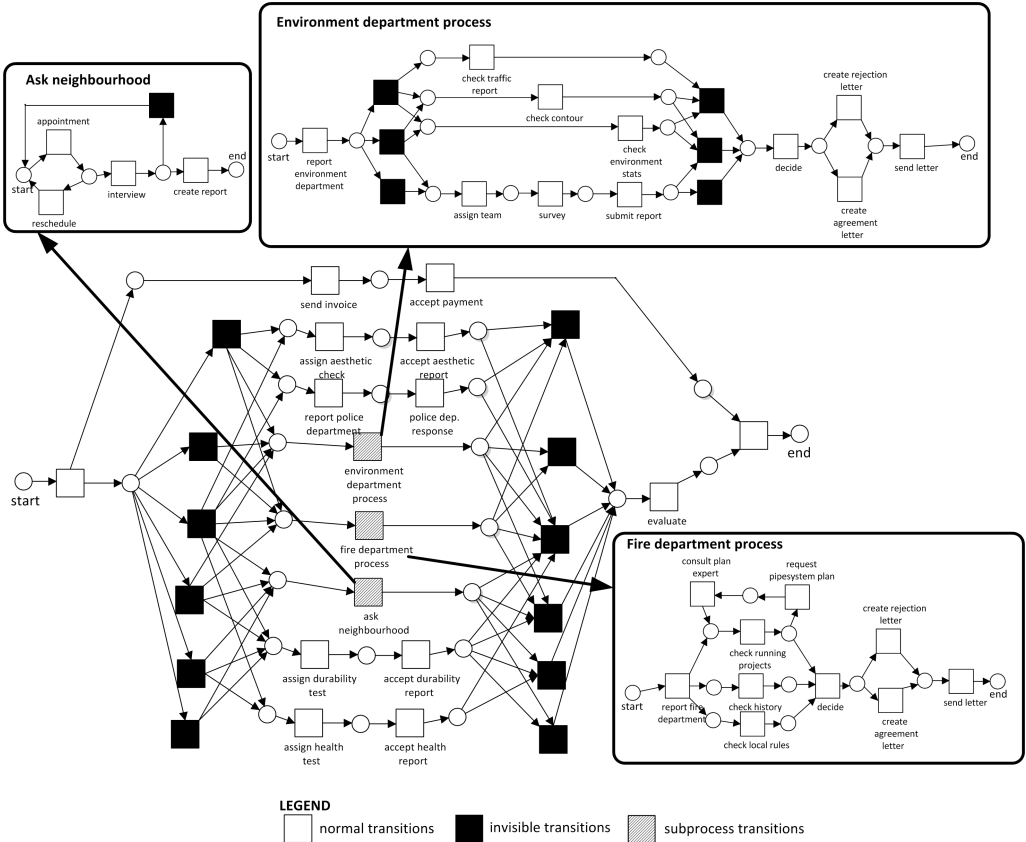 Environment department process
Ask neighbourhood
appointment
start
reschedule
interview
create report
end
start
report
environment
department
check traffic
report
check contour
check
environment
stats
assign team
survey
submit report
decide
create rejection
letter
create
agreement
letter
send letter
end
send invoice
accept payment
assign aesthetic
check
accept aesthetic
report
report police
department
police dep.
response
environment
department
process
fire department
process
ask
neighbourhood
assign durability
test
accept durability
report
assign health
test
accept health
report
start
evaluate
end
Fire department process
consult plan
expert
request
pipesystem plan
check running
projects
start
report fire
department
check history
check local rules
decide
create rejection
letter
create
agreement
letter
send letter
end
LEGEND
normal transitions
invisible transitions
subprocess transitions